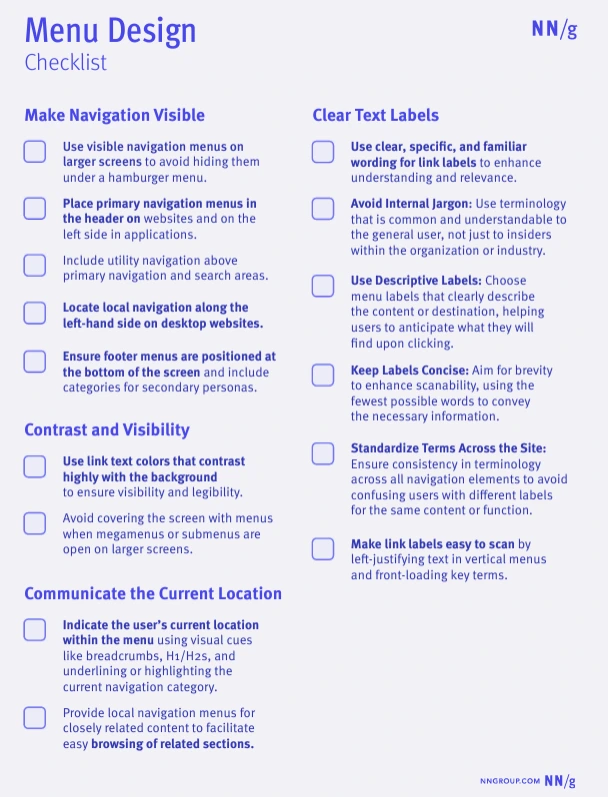 Menu Design
Checklist
NN/g
Make Navigation Visible
Use visible navigation menus on
larger screens to avoid hiding them
under a hamburger menu.
Place primary navigation menus in
the header on websites and on the
left side in applications.
Include utility navigation above
primary navigation and search areas.
Locate local navigation along the
left-hand side on desktop websites.
Ensure footer menus are positioned at
the bottom of the screen and include
categories for secondary personas.
Contrast and Visibility
Use link text colors that contrast
highly with the background
to ensure visibility and legibility.
Avoid covering the screen with menus
when megamenus or submenus are
open on larger screens.
Communicate the Current Location
Indicate the user's current location
within the menu using visual cues
like breadcrumbs, H1/H2s, and
underlining or highlighting the
current navigation category.
Provide local navigation menus for
closely related content to facilitate
easy browsing of related sections.
Clear Text Labels
Use clear, specific, and familiar
wording for link labels to enhance
understanding and relevance.
Avoid Internal Jargon: Use terminology
that is common and understandable to
the general user, not just to insiders
within the organization or industry.
Use Descriptive Labels: Choose
menu labels that clearly describe
the content or destination, helping
users to anticipate what they will
find upon clicking.
Keep Labels Concise: Aim for brevity
to enhance scanability, using the
fewest possible words to convey
the necessary information.
Standardize Terms Across the Site:
Ensure consistency in terminology
across all navigation elements to avoid
confusing users with different labels
for the same content or function.
Make link labels easy to scan by
left-justifying text in vertical menus
and front-loading key terms.
NNGROUP.COM NN/g